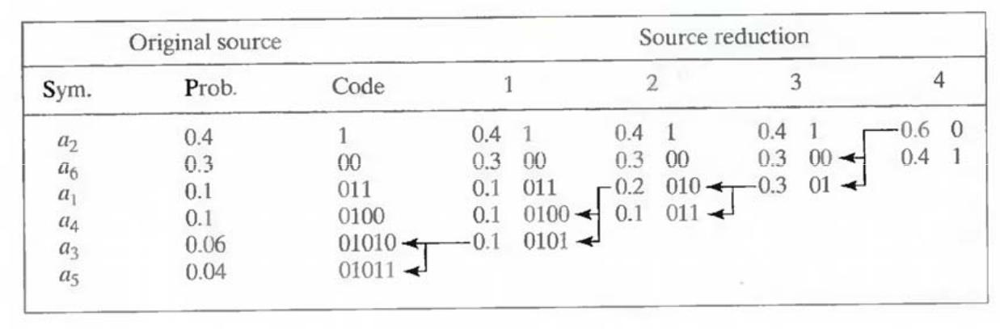 Original source Source reduction
Sym. Prob. Code 1 2 3 4
a₂ 0.4 1 0.4 1 0.4 1 0.4 1 0.6 0
a₆ 0.3 00 0.3 00 0.3 00 0.3 00 0.4 1
a₁ 0.1 011 0.1 011 0.2 010 0.3 01
a₄ 0.1 0100 0.1 0100 0.1 011
a₃ 0.06 01010 0.1 0101
a₅ 0.04 01011